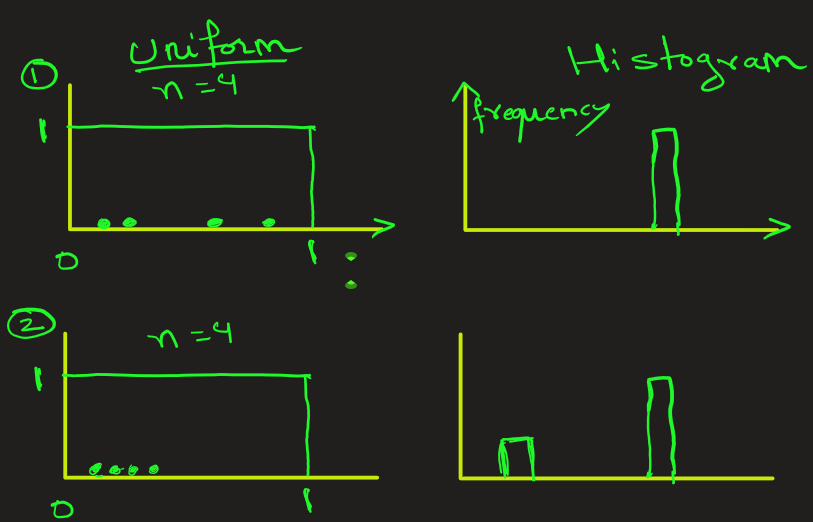 ① Uniform
n = 4
Histogram
1
frequency
0
1
② n = 4
1
0
1